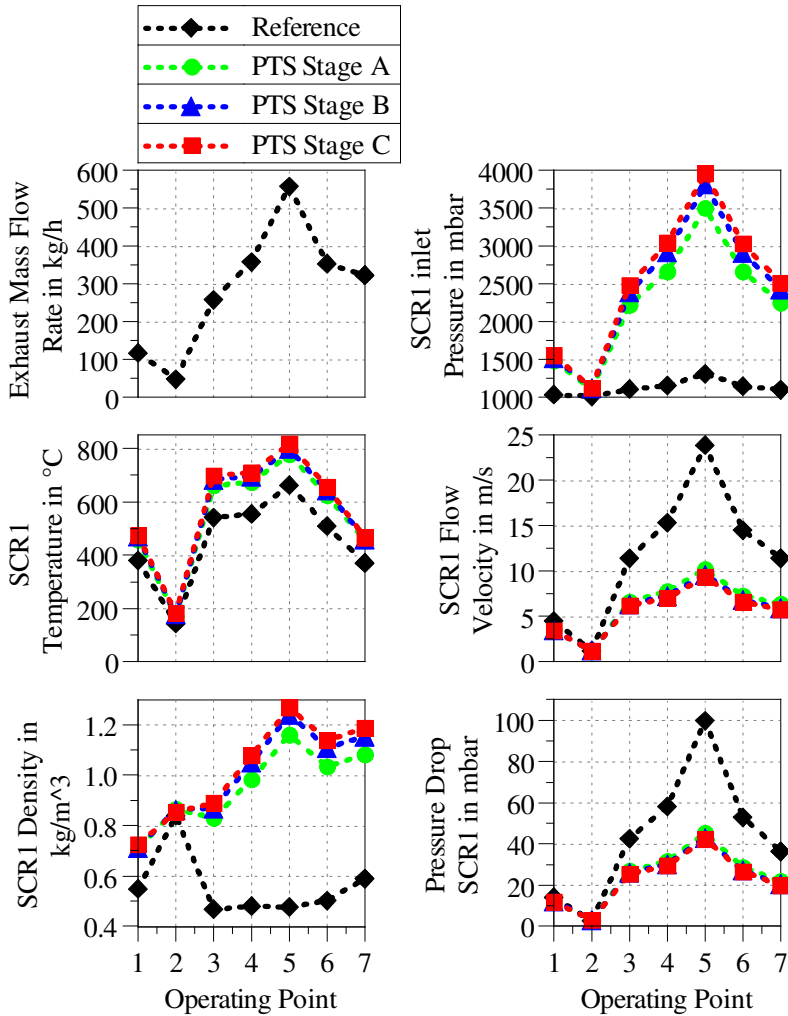 Reference
PTS Stage A
PTS Stage B
PTS Stage C
Exhaust Mass Flow
Rate in kg/h
600
500
400
300
200
100
0
SCR1 inlet
Pressure in mbar
4000
3500
3000
2500
2000
1500
1000
SCR1
Temperature in °C
800
600
400
200
0
SCR1 Flow
Velocity in m/s
25
20
15
10
5
0
SCR1 Density in
kg/m^3
1.2
1.0
0.8
0.6
0.4
1 2 3 4 5 6 7
Operating Point
Pressure Drop
SCR1 in mbar
100
80
60
40
20
0
1 2 3 4 5 6 7
Operating Point